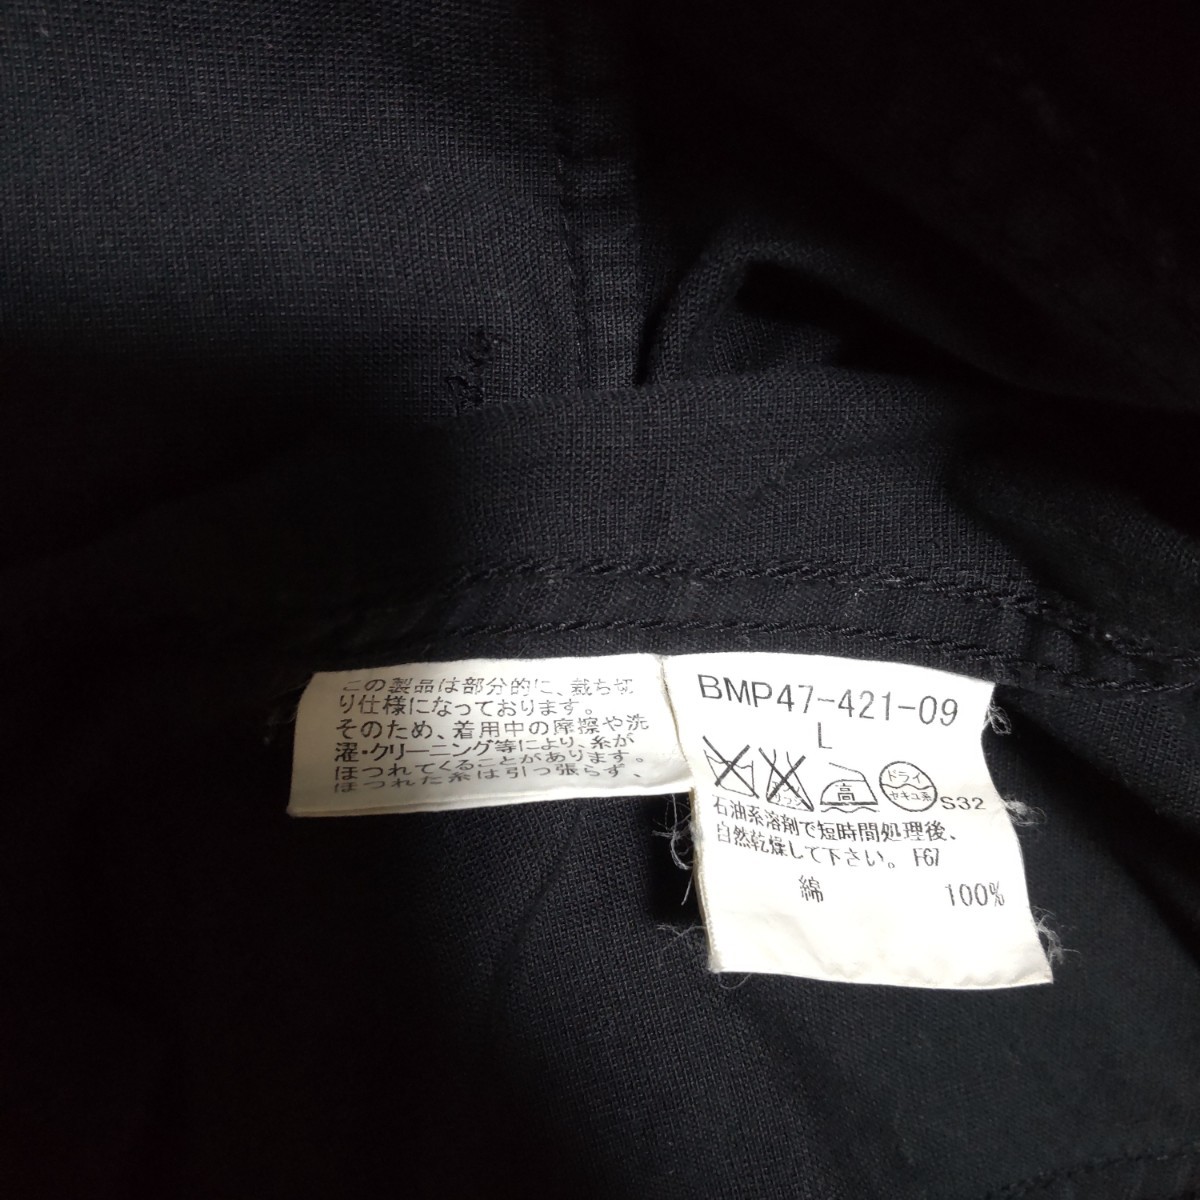 この製品は部分的に、裁ち切
り仕様になっております。
そのため、着用中の摩擦や洗
濯・クリーニング等により、糸が
ほつれてくることがあります。
ほつれた糸は引っ張らず、
BMP47-421-09
L
高
ドライ
セキユ系
S32
石油系溶剤で短時間処理後、
自然乾燥して下さい。 F67
綿 100%